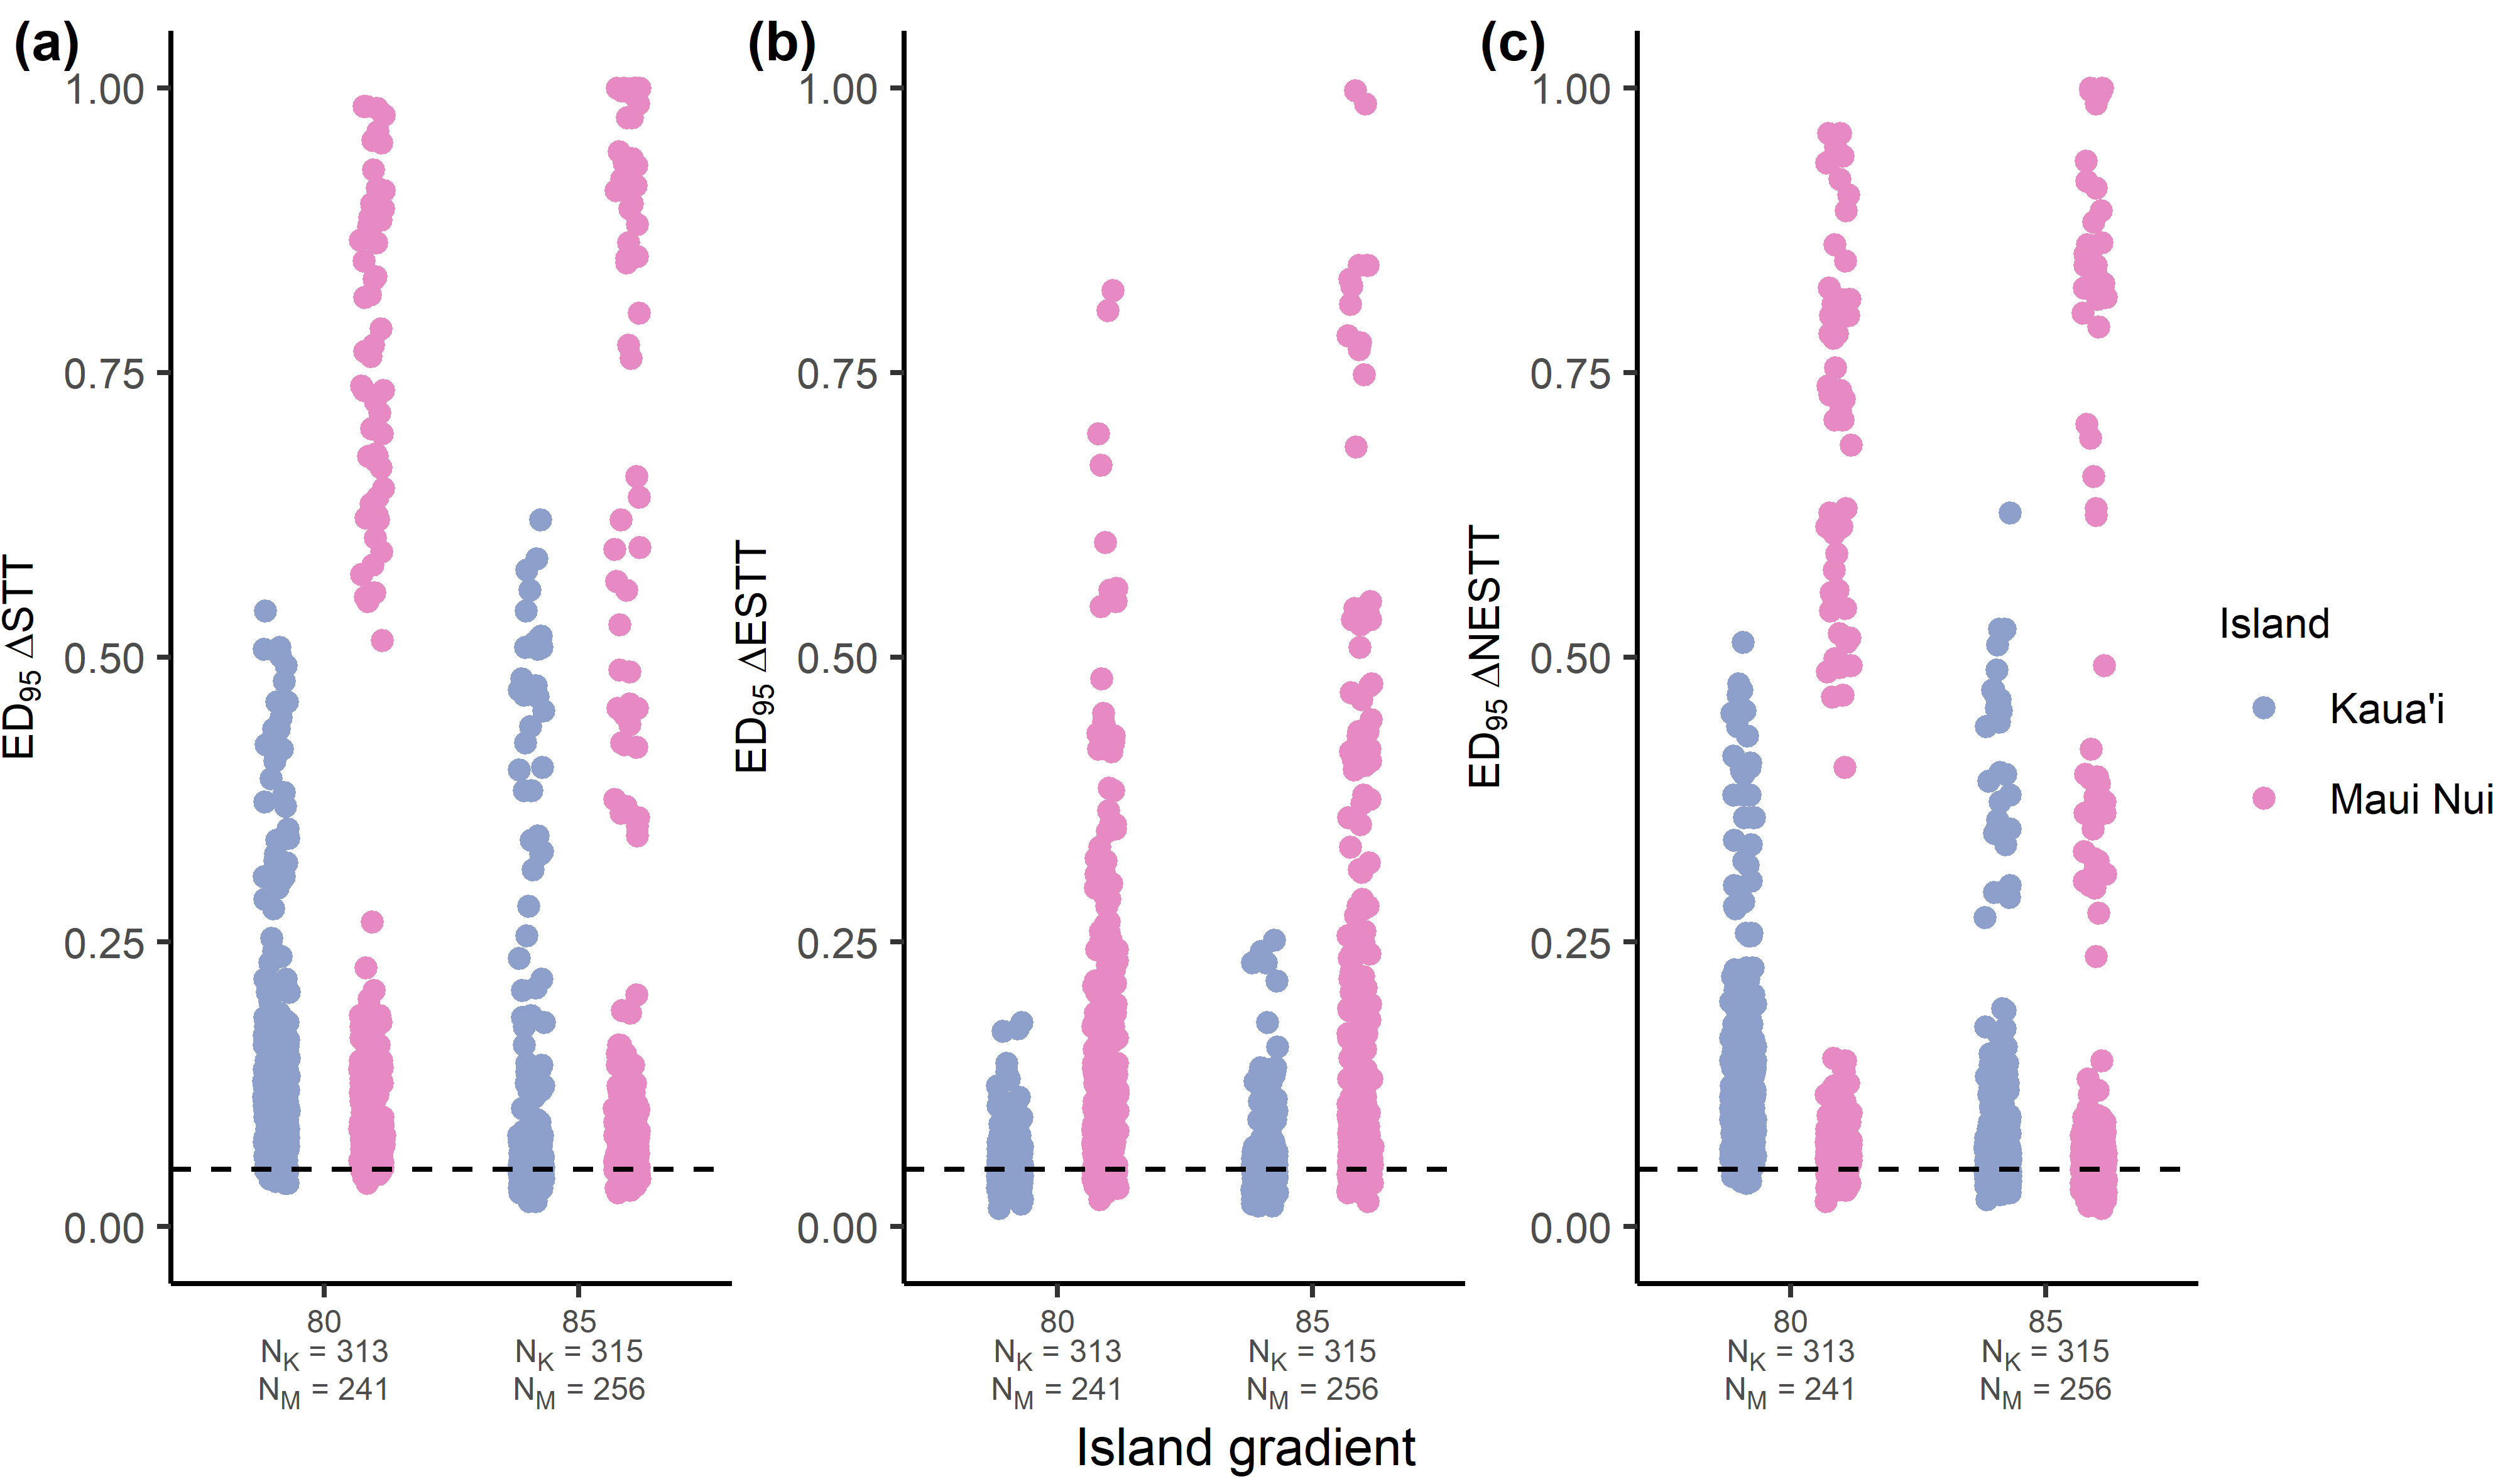 (a)
ED95 ΔSTT
1.00
0.75
0.50
0.25
0.00
80
NK = 313
NM = 241
85
NK = 315
NM = 256
(b)
ED95 ΔESTT
1.00
0.75
0.50
0.25
0.00
80
NK = 313
NM = 241
85
NK = 315
NM = 256
(c)
ED95 ΔNESTT
1.00
0.75
0.50
0.25
0.00
80
NK = 313
NM = 241
85
NK = 315
NM = 256
Island gradient
Island
Kaua'i
Maui Nui